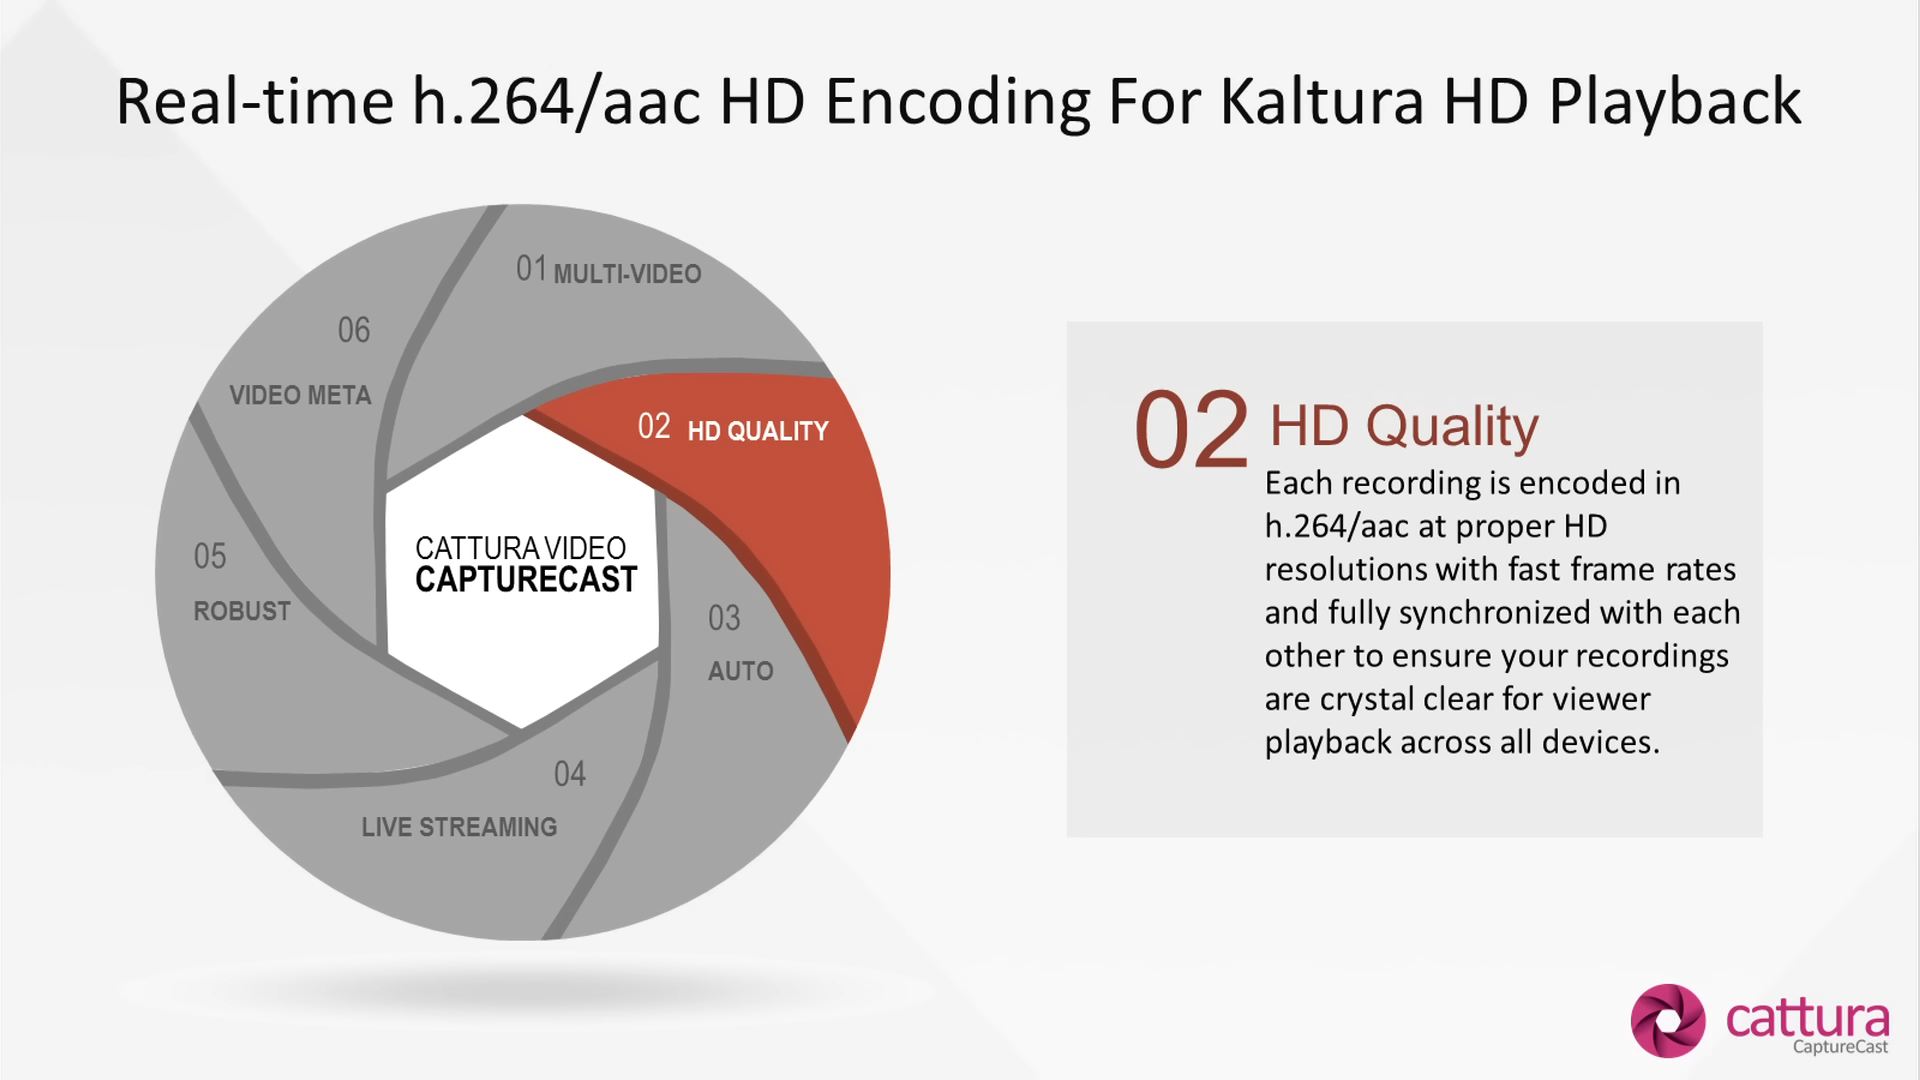 Real-time h.264/aac HD Encoding For Kaltura HD Playback
01 MULTI-VIDEO
02 HD QUALITY
03
AUTO
04
LIVE STREAMING
05
ROBUST
06
VIDEO META
CATTURA VIDEO
CAPTURECAST
02 HD Quality
Each recording is encoded in
h.264/aac at proper HD
resolutions with fast frame rates
and fully synchronized with each
other to ensure your recordings
are crystal clear for viewer
playback across all devices.
cattura
CaptureCast